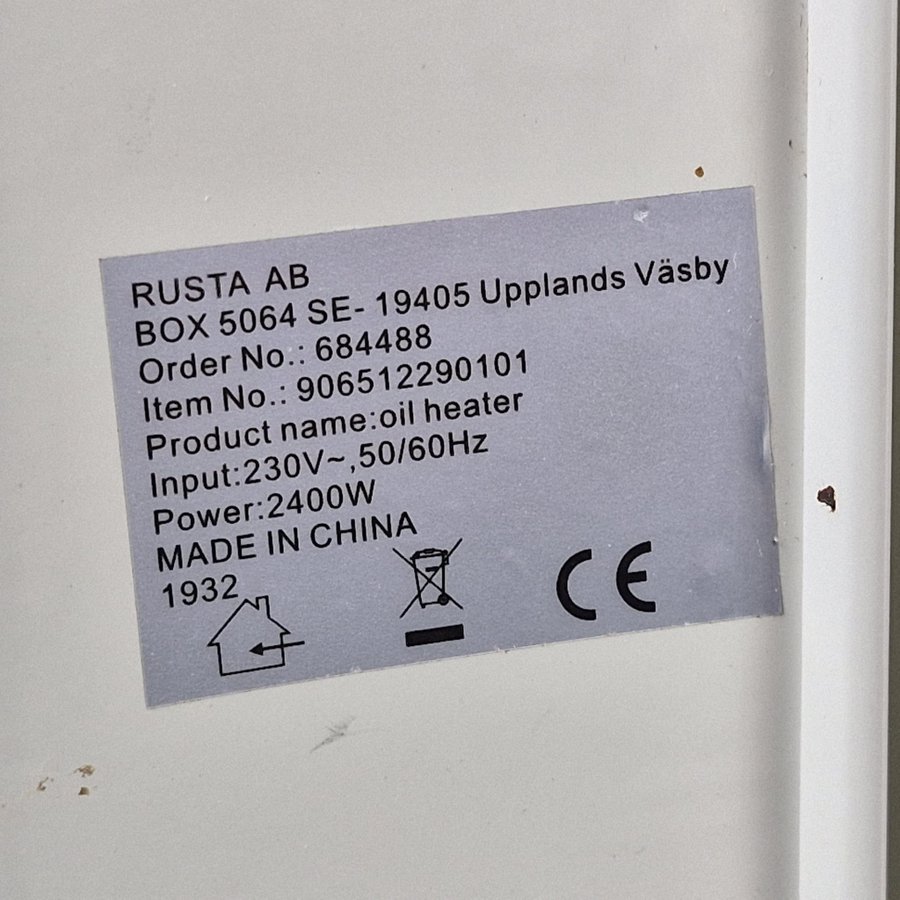 RUSTA AB
BOX 5064 SE- 19405 Upplands Väsby
Order No.: 684488
Item No.: 906512290101
Product name:oil heater
Input:230V~,50/60Hz
Power:2400W
MADE IN CHINA
1932
CE